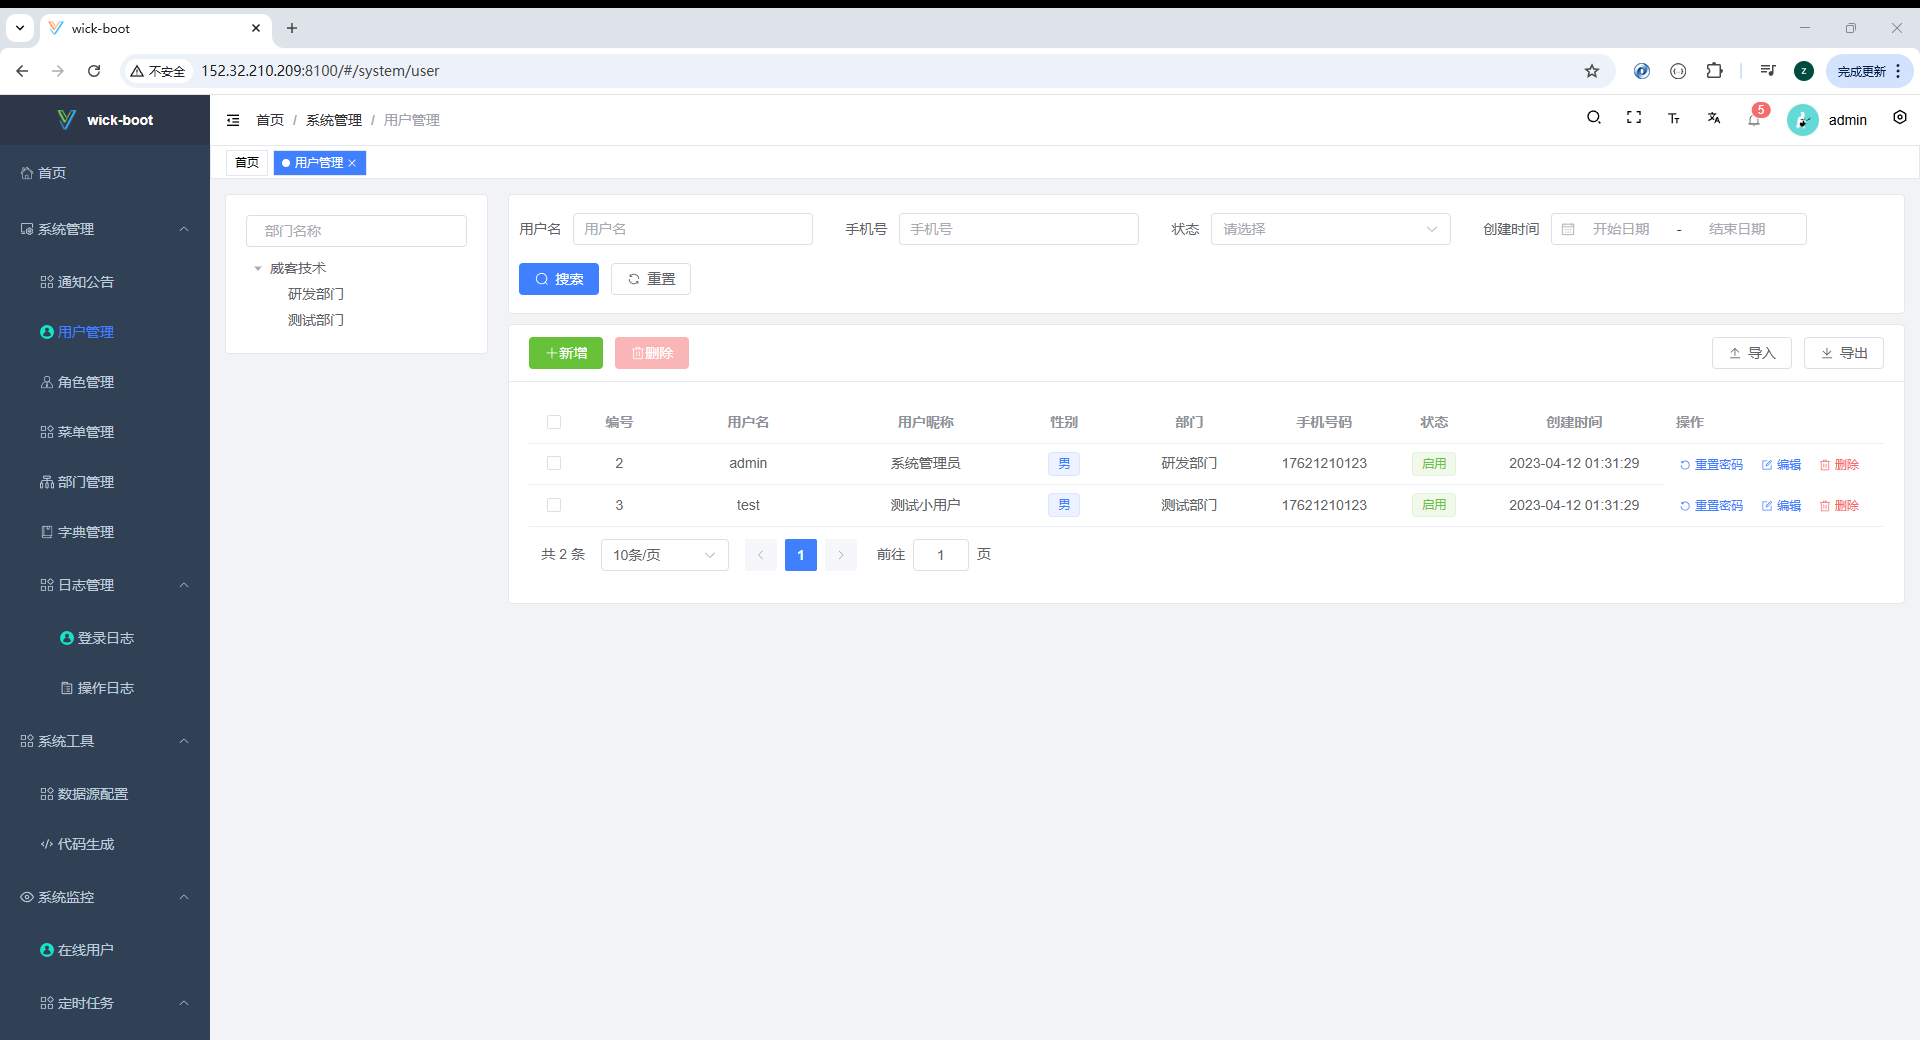 wick-boot
不安全 152.32.210.209:8100/#/system/user
Z
完成更新
wick-boot
首页 / 系统管理 / 用户管理
5
admin
首页
用户管理
首页
系统管理
通知公告
用户管理
角色管理
菜单管理
部门管理
字典管理
日志管理
登录日志
操作日志
系统工具
数据源配置
代码生成
系统监控
在线用户
定时任务
部门名称
威客技术
研发部门
测试部门
用户名 用户名 手机号 手机号 状态 请选择 创建时间 开始日期 - 结束日期
搜索 重置
新增 删除 导入 导出
编号 用户名 用户昵称 性别 部门 手机号码 状态 创建时间 操作
2 admin 系统管理员 男 研发部门 17621210123 启用 2023-04-12 01:31:29 重置密码 编辑 删除
3 test 测试小用户 男 测试部门 17621210123 启用 2023-04-12 01:31:29 重置密码 编辑 删除
共 2 条 10条/页 1 前往 1 页